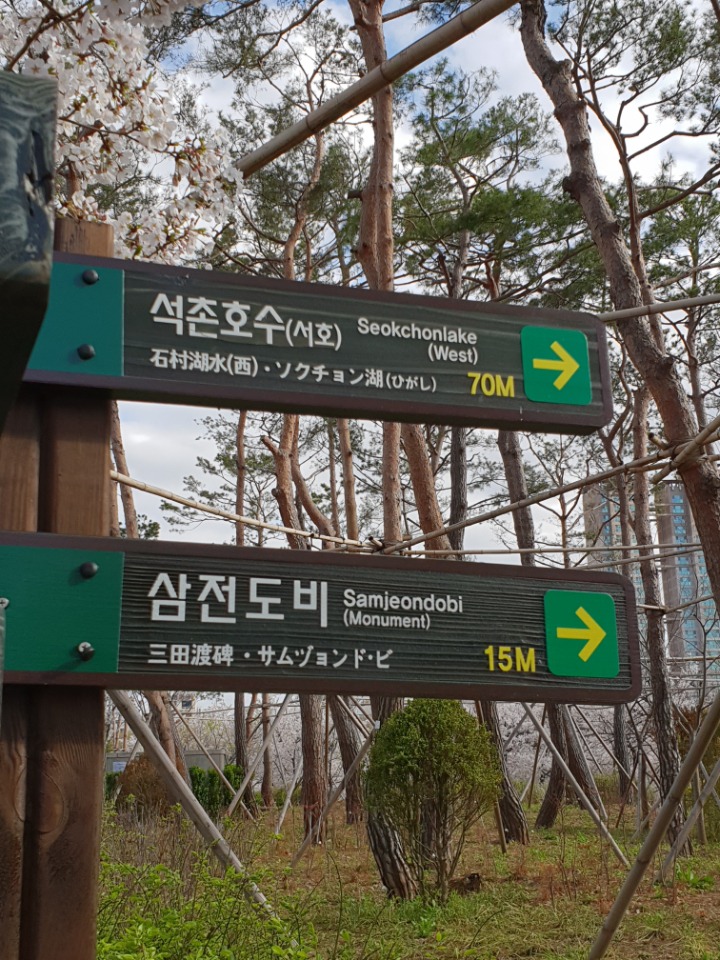 석촌호수(서호) Seokchonlake
(West)
石村湖水(西)・ソクチョン湖(ひがし) 70M
삼전도비 Samjeondobi
(Monument)
三田渡碑・サムヅョンド・ビ 15M